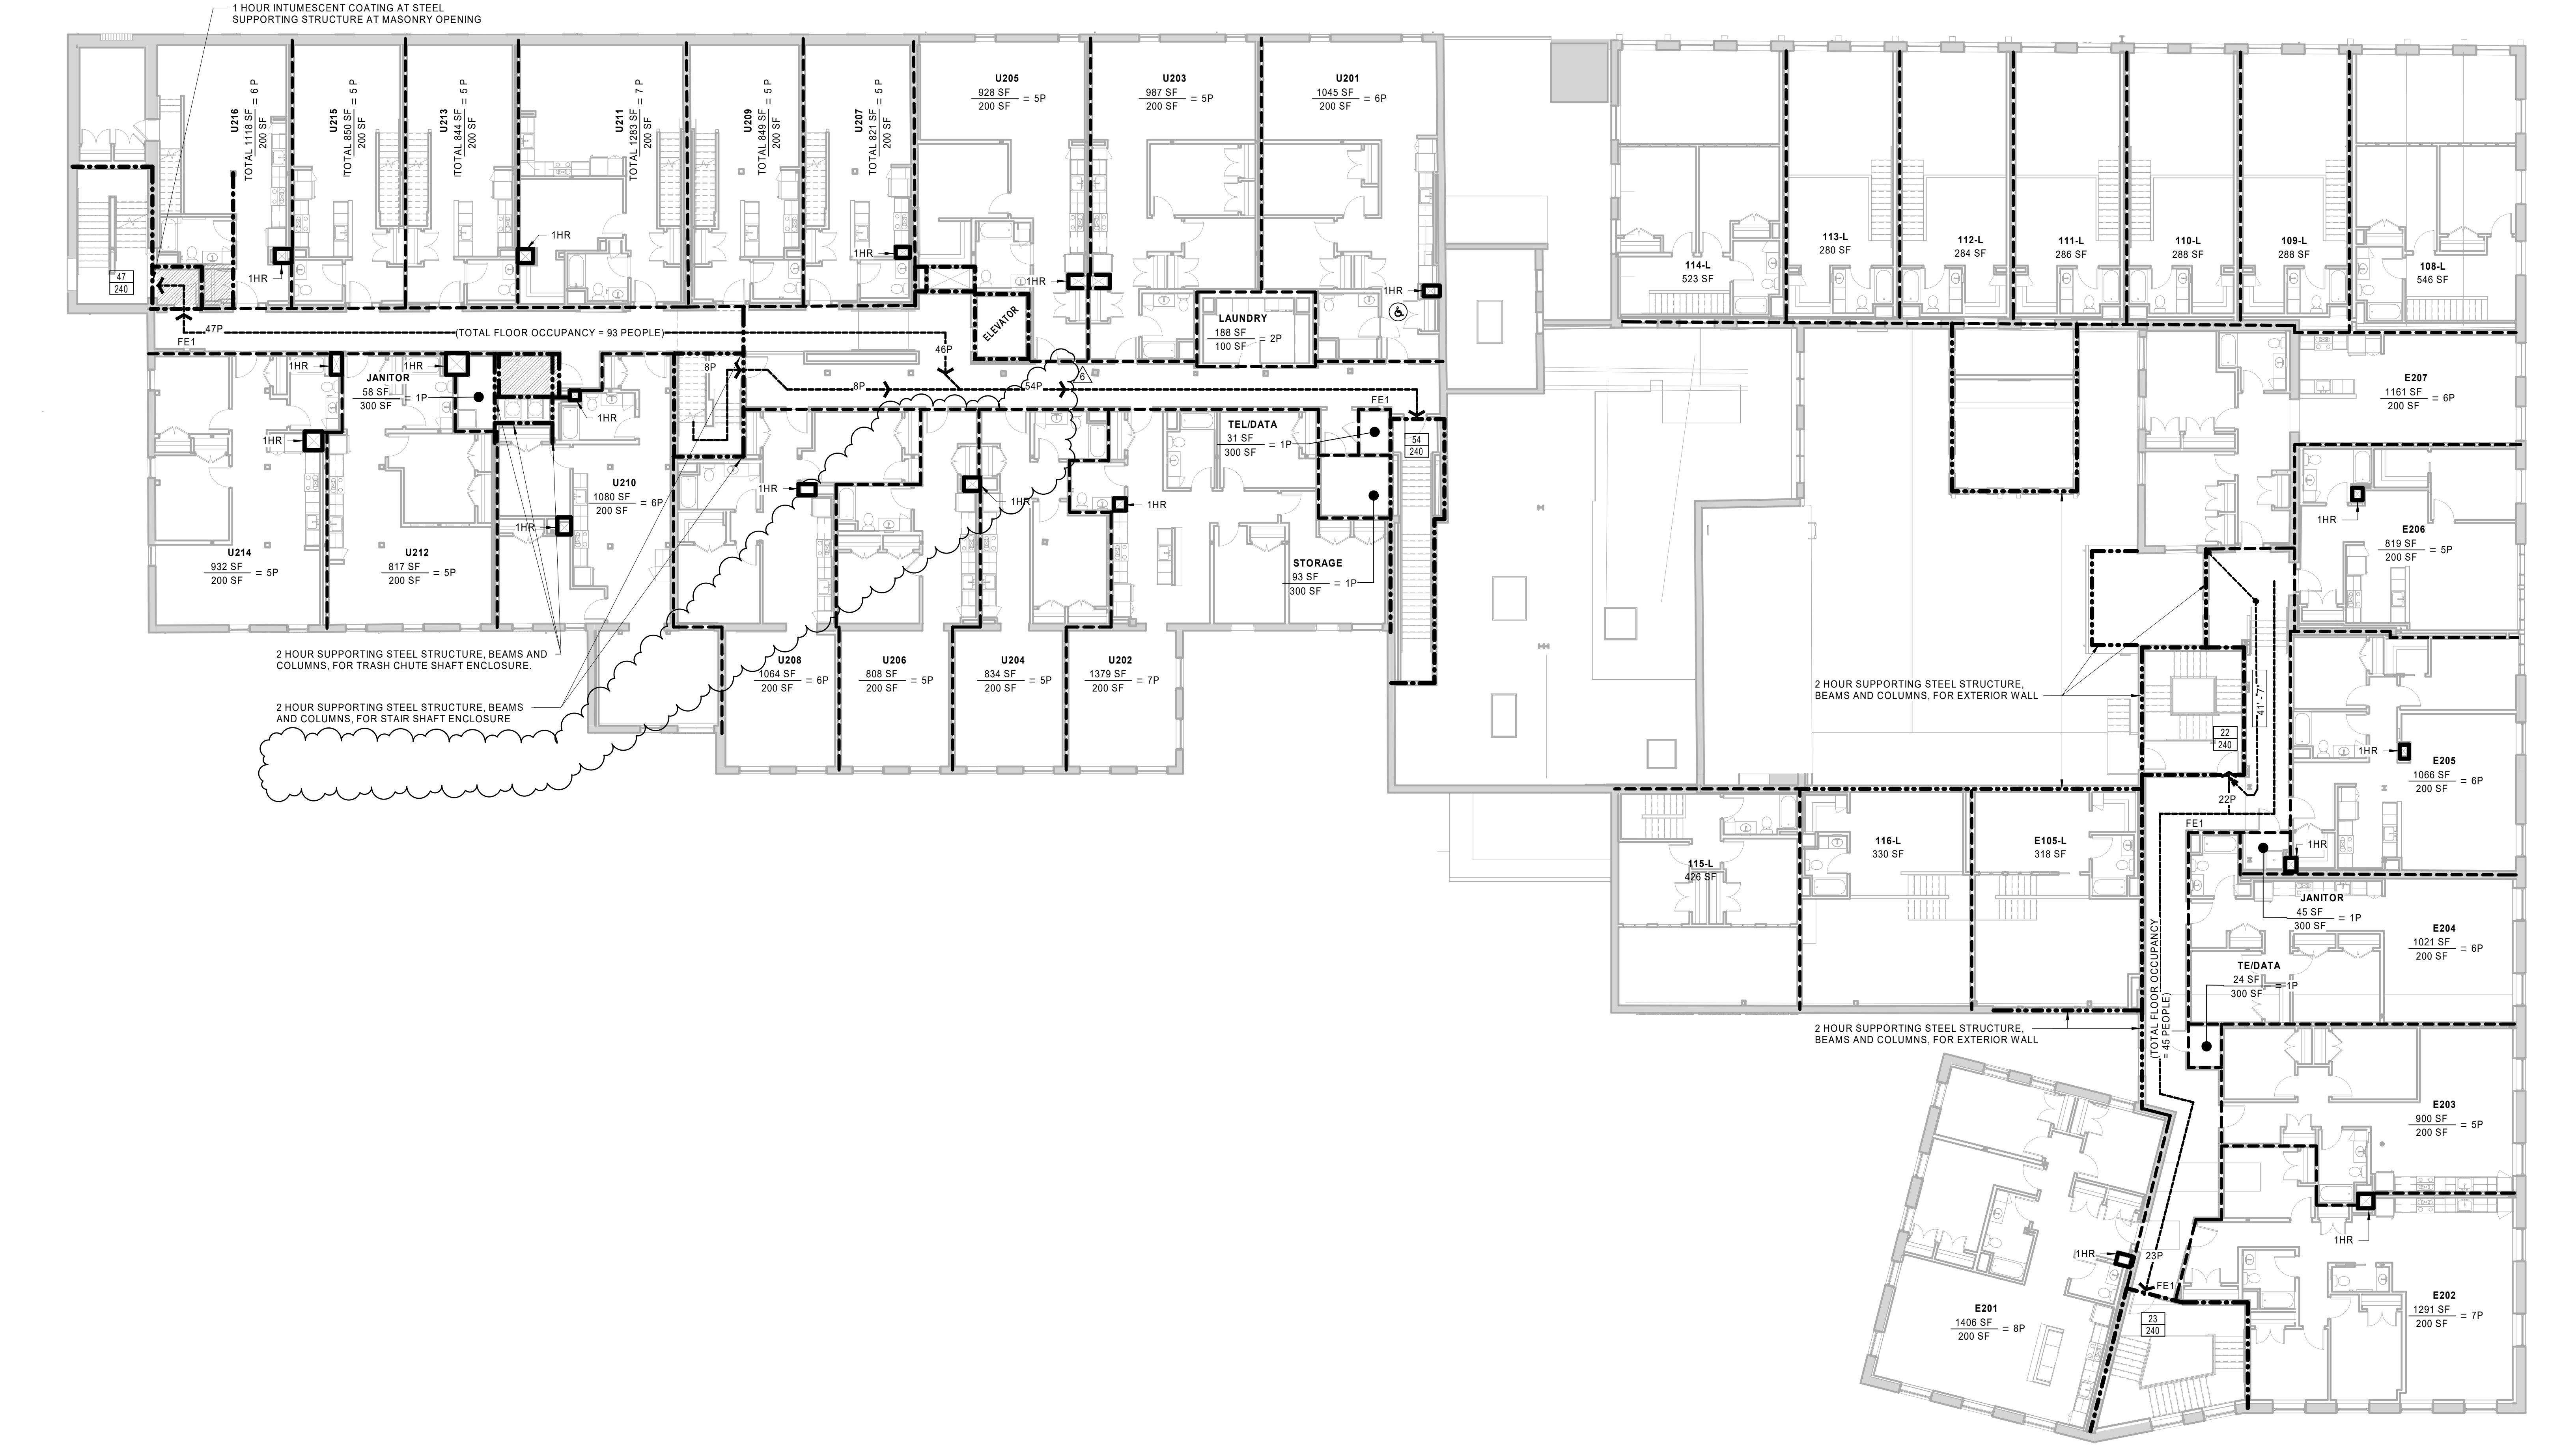 1 HOUR INTUMESCENT COATING AT STEEL
SUPPORTING STRUCTURE AT MASONRY OPENING
U216
TOTAL 1118 SF
200 SF
= 6 P
U215
TOTAL 850 SF
200 SF
= 5 P
U213
TOTAL 844 SF
200 SF
= 5 P
U211
TOTAL 1283 SF
200 SF
= 7 P
U209
TOTAL 849 SF
200 SF
= 5 P
U207
TOTAL 821 SF
200 SF
= 5 P
U205
928 SF
200 SF
= 5P
U203
987 SF
200 SF
= 5P
U201
1045 SF
200 SF
= 6P
1HR
1HR
1HR
1HR
1HR
47
240
47P
FE1
(TOTAL FLOOR OCCUPANCY = 93 PEOPLE)
46P
ELEVATOR
LAUNDRY
188 SF
100 SF
= 2P
8P
8P
54P
6
FE1
54
240
1HR
1HR
JANITOR
58 SF
300 SF
= 1P
1HR
1HR
1HR
U214
932 SF
200 SF
= 5P
U212
817 SF
200 SF
= 5P
U210
1080 SF
200 SF
= 6P
1HR
1HR
1HR
TEL/DATA
31 SF
300 SF
= 1P
STORAGE
93 SF
300 SF
= 1P
U208
1064 SF
200 SF
= 6P
U206
808 SF
200 SF
= 5P
U204
834 SF
200 SF
= 5P
U202
1379 SF
200 SF
= 7P
2 HOUR SUPPORTING STEEL STRUCTURE, BEAMS AND
COLUMNS, FOR TRASH CHUTE SHAFT ENCLOSURE.
2 HOUR SUPPORTING STEEL STRUCTURE, BEAMS
AND COLUMNS, FOR STAIR SHAFT ENCLOSURE
114-L
523 SF
113-L
280 SF
112-L
284 SF
111-L
286 SF
110-L
288 SF
109-L
288 SF
108-L
546 SF
E207
1161 SF
200 SF
= 6P
1HR
E206
819 SF
200 SF
= 5P
2 HOUR SUPPORTING STEEL STRUCTURE,
BEAMS AND COLUMNS, FOR EXTERIOR WALL
41' - 7"
22
240
22P
FE1
1HR
E205
1066 SF
200 SF
= 6P
1HR
115-L
426 SF
116-L
330 SF
E105-L
318 SF
JANITOR
45 SF
300 SF
= 1P
E204
1021 SF
200 SF
= 6P
TE/DATA
24 SF
300 SF
= 1P
(TOTAL FLOOR OCCUPANCY
= 45 PEOPLE)
2 HOUR SUPPORTING STEEL STRUCTURE,
BEAMS AND COLUMNS, FOR EXTERIOR WALL
E203
900 SF
200 SF
= 5P
1HR
1HR
23P
FE1
23
240
E201
1406 SF
200 SF
= 8P
E202
1291 SF
200 SF
= 7P